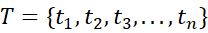 T = {t₁, t₂, t₃, ..., tₙ}